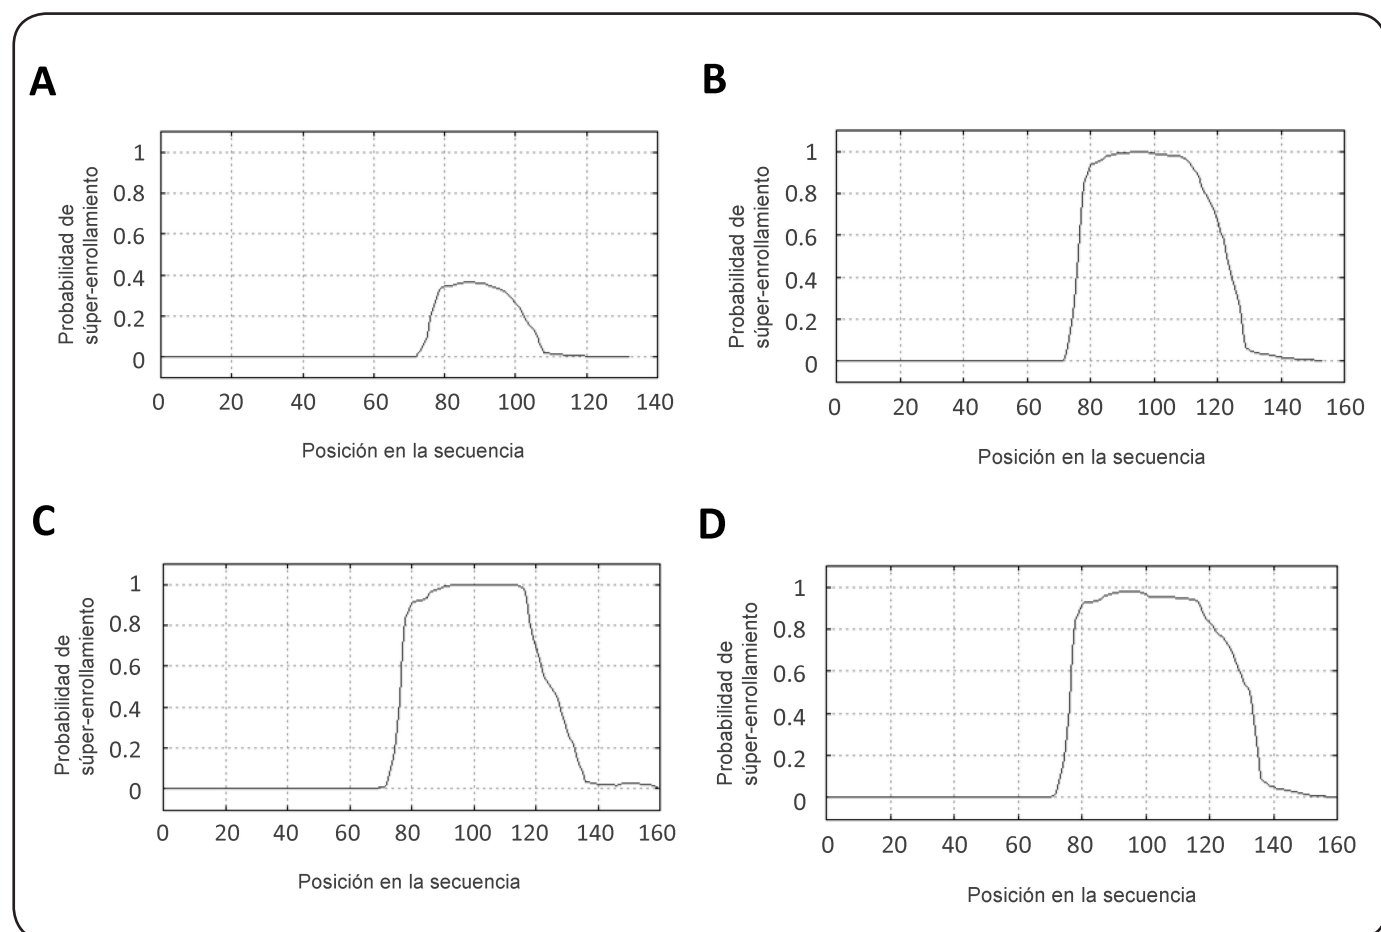 A
Probabilidad de
súper-enrollamiento
1
0.8
0.6
0.4
0.2
0
0 20 40 60 80 100 120 140
Posición en la secuencia
B
Probabilidad de
súper-enrollamiento
1
0.8
0.6
0.4
0.2
0
0 20 40 60 80 100 120 140 160
Posición en la secuencia
C
Probabilidad de
súper-enrollamiento
1
0.8
0.6
0.4
0.2
0
0 20 40 60 80 100 120 140 160
Posición en la secuencia
D
Probabilidad de
súper-enrollamiento
1
0.8
0.6
0.4
0.2
0
0 20 40 60 80 100 120 140 160
Posición en la secuencia